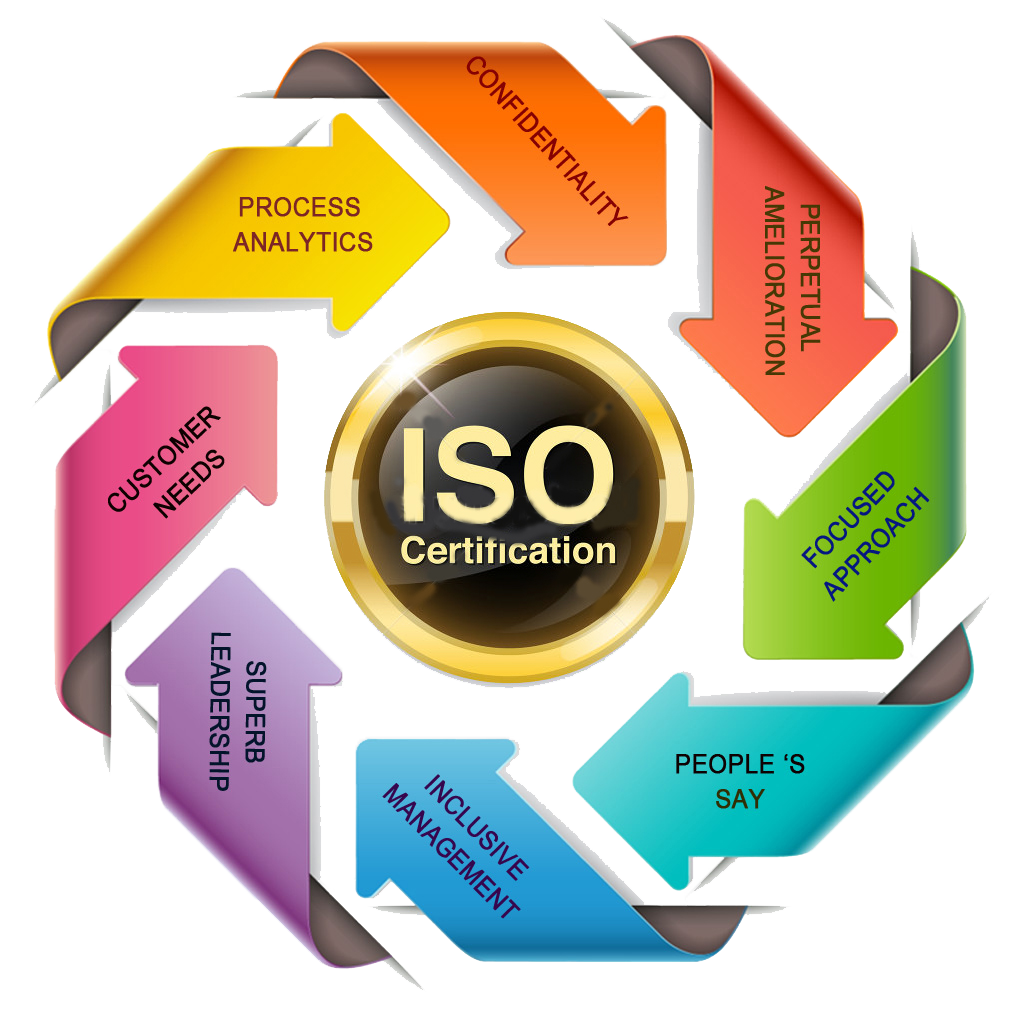 CONFIDENTIALITY
PERPETUAL
AMELIORATION
FOCUSED
APPROACH
PEOPLE ‘S
SAY
INCLUSIVE
MANAGEMENT
SUPERB
LEADERSHIP
CUSTOMER
NEEDS
PROCESS
ANALYTICS
ISO
Certification